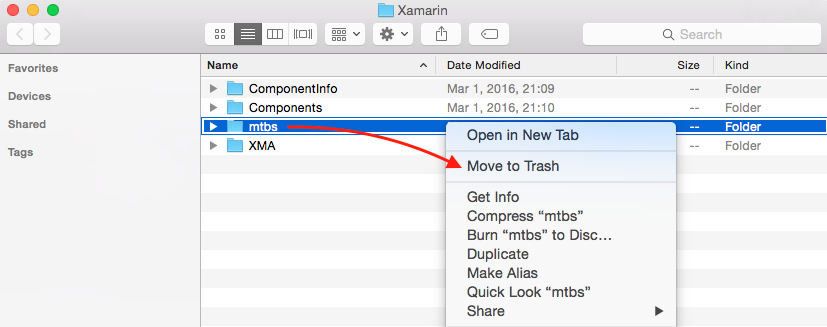 Xamarin
Search
Favorites
Devices
Shared
Tags
Name Date Modified Size Kind
ComponentInfo Mar 1, 2016, 21:09 -- Folder
Components Mar 1, 2016, 21:10 -- Folder
mtbs -- Folder
XMA -- Folder
Open in New Tab
Move to Trash
Get Info
Compress “mtbs”
Burn “mtbs” to Disc…
Duplicate
Make Alias
Quick Look “mtbs”
Share